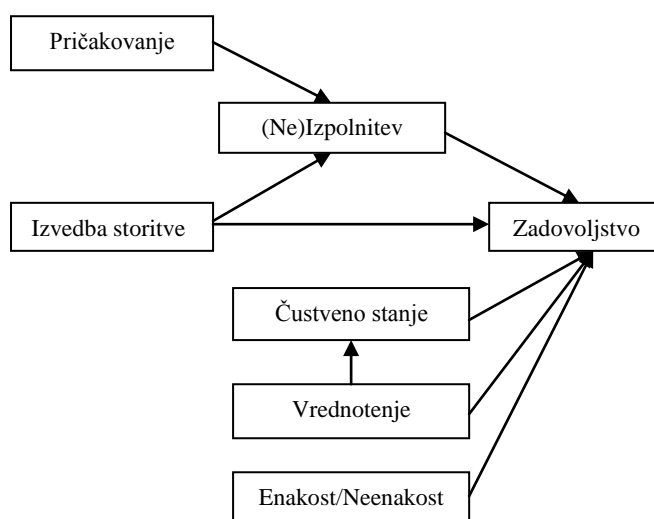 Pričakovanje
(Ne)Izpolnitev
Izvedba storitve
Zadovoljstvo
Čustveno stanje
Vrednotenje
Enakost/Neenakost